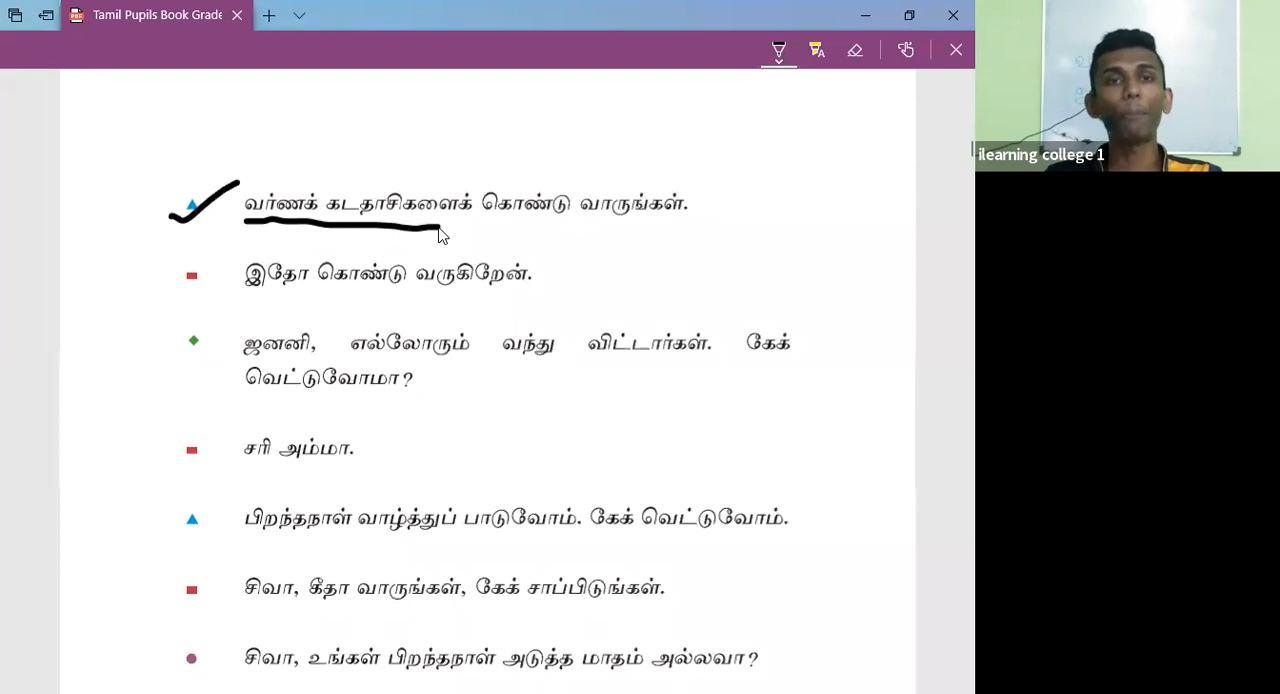 Tamil Pupils Book Grade
ilearning college 1
வர்ணக் கடதாசிகளைக் கொண்டு வாருங்கள்.
இதோ கொண்டு வருகிறேன்.
ஜனனி, எல்லோரும் வந்து விட்டார்கள். கேக்
வெட்டுவோமா?
சரி அம்மா.
பிறந்தநாள் வாழ்த்துப் பாடுவோம். கேக் வெட்டுவோம்.
சிவா, கீதா வாருங்கள், கேக் சாப்பிடுங்கள்.
சிவா, உங்கள் பிறந்தநாள் அடுத்த மாதம் அல்லவா?